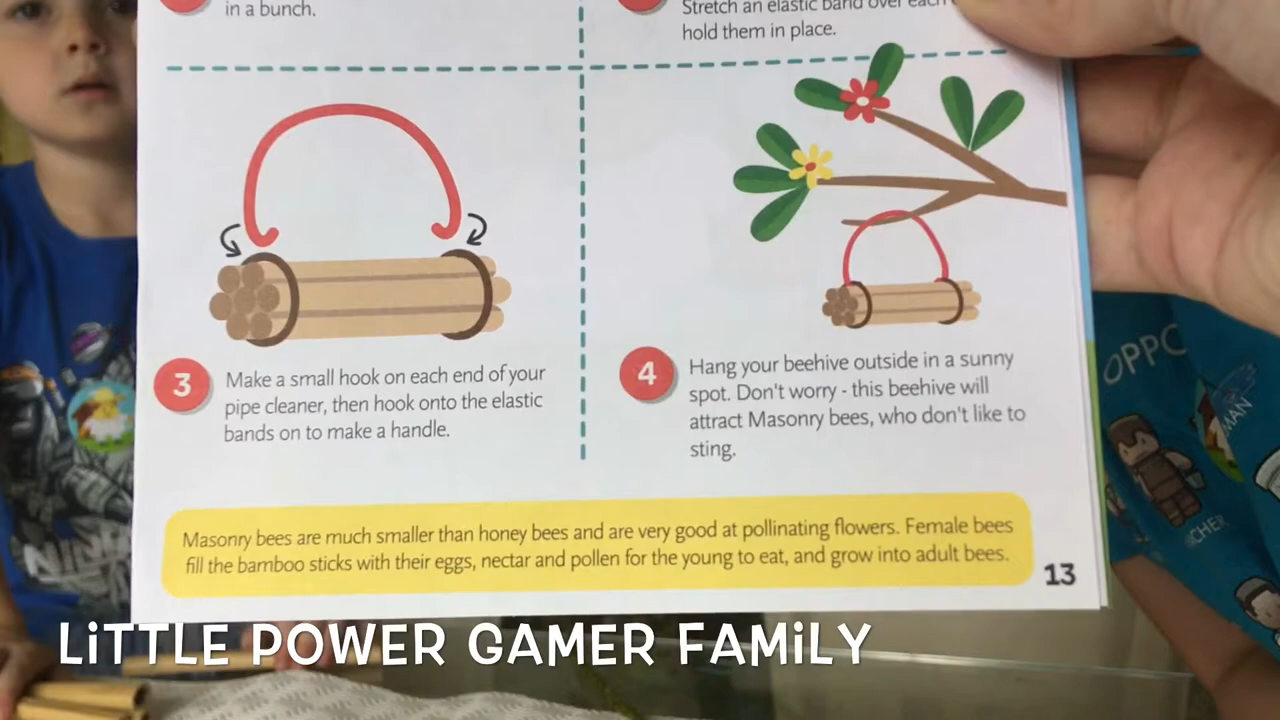 in a bunch.
Stretch an elastic band over each
hold them in place.
3
Make a small hook on each end of your
pipe cleaner, then hook onto the elastic
bands on to make a handle.
4
Hang your beehive outside in a sunny
spot. Don't worry - this beehive will
attract Masonry bees, who don't like to
sting.
Masonry bees are much smaller than honey bees and are very good at pollinating flowers. Female bees
fill the bamboo sticks with their eggs, nectar and pollen for the young to eat, and grow into adult bees.
13
OPPO
MAN
LiTTLE POWER GAMER FAMiLY